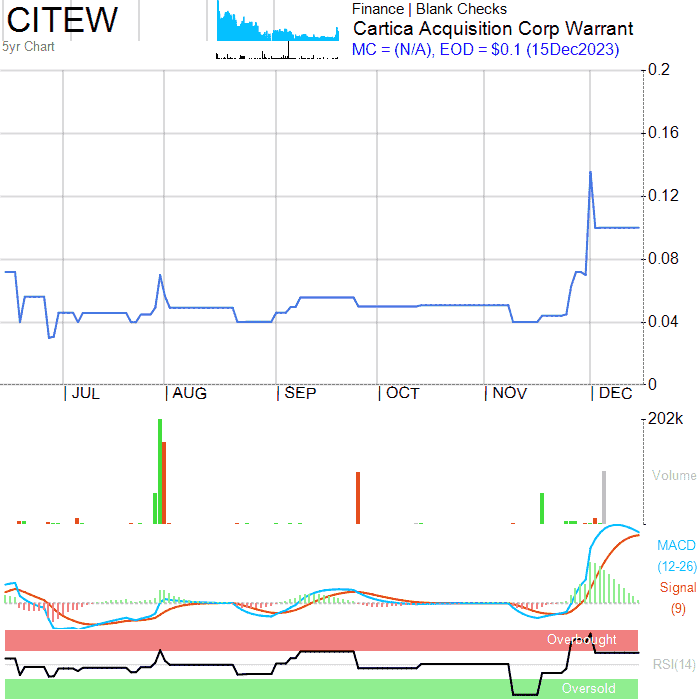 CITEW
5yr Chart
Finance | Blank Checks
Cartica Acquisition Corp Warrant
MC = (N/A), EOD = $0.1 (15Dec2023)
0.2
0.16
0.12
0.08
0.04
0
JUL AUG SEP OCT NOV DEC
202k
Volume
MACD
(12-26)
Signal
(9)
Overbought
RSI(14)
Oversold